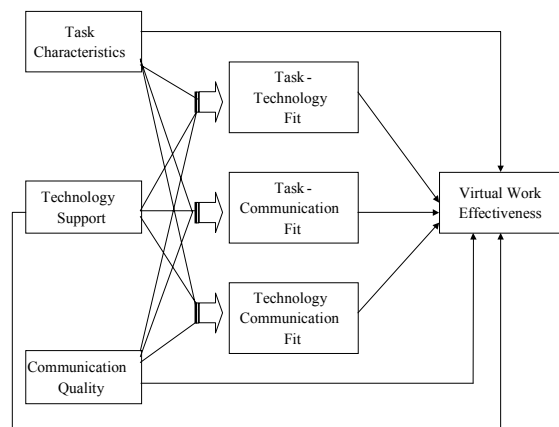 Task
Characteristics
Task -
Technology
Fit
Technology
Support
Task -
Communication
Fit
Virtual Work
Effectiveness
Technology
Communication
Fit
Communication
Quality